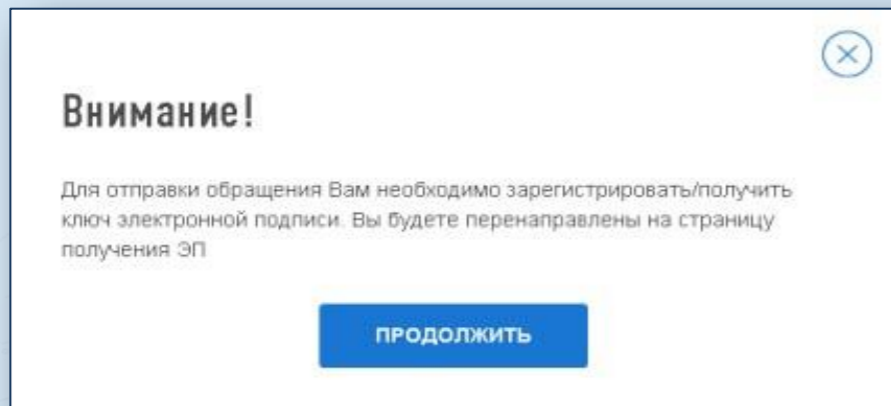 Внимание!
Для отправки обращения Вам необходимо зарегистрировать/получить
ключ электронной подписи. Вы будете перенаправлены на страницу
получения ЭП
ПРОДОЛЖИТЬ